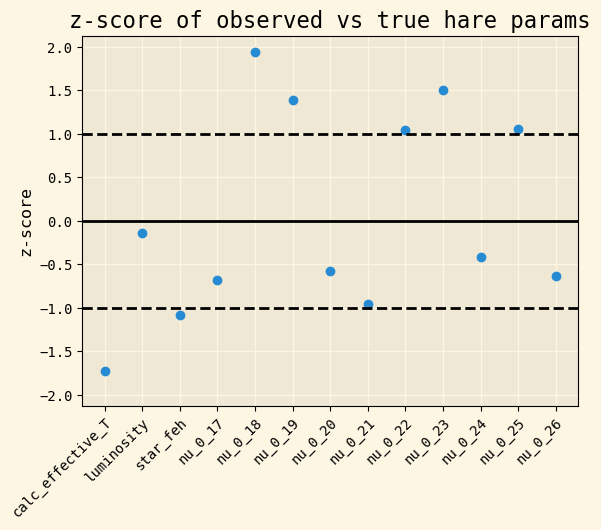 z-score of observed vs true hare params
z-score
2.0
1.5
1.0
0.5
0.0
−0.5
−1.0
−1.5
−2.0
calc_effective_T
luminosity
star_feh
nu_0_17
nu_0_18
nu_0_19
nu_0_20
nu_0_21
nu_0_22
nu_0_23
nu_0_24
nu_0_25
nu_0_26